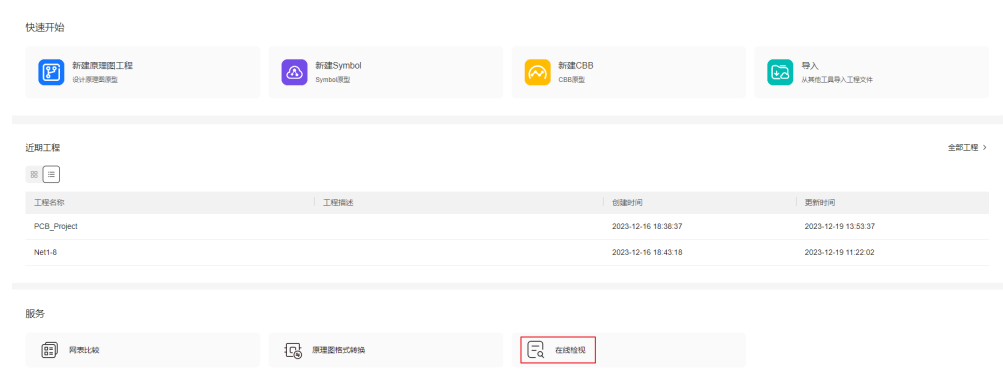 快速开始
新建原理图工程
设计原理图原型
新建Symbol
Symbol原型
新建CBB
CBB原型
导入
从其他工具导入工程文件
近期工程
全部工程 >
工程名称 工程描述 创建时间 更新时间
PCB_Project 2023-12-16 18:38:37 2023-12-19 13:53:37
Net1-8 2023-12-16 18:43:18 2023-12-19 11:22:02
服务
网表比较 原理图格式转换 在线检视